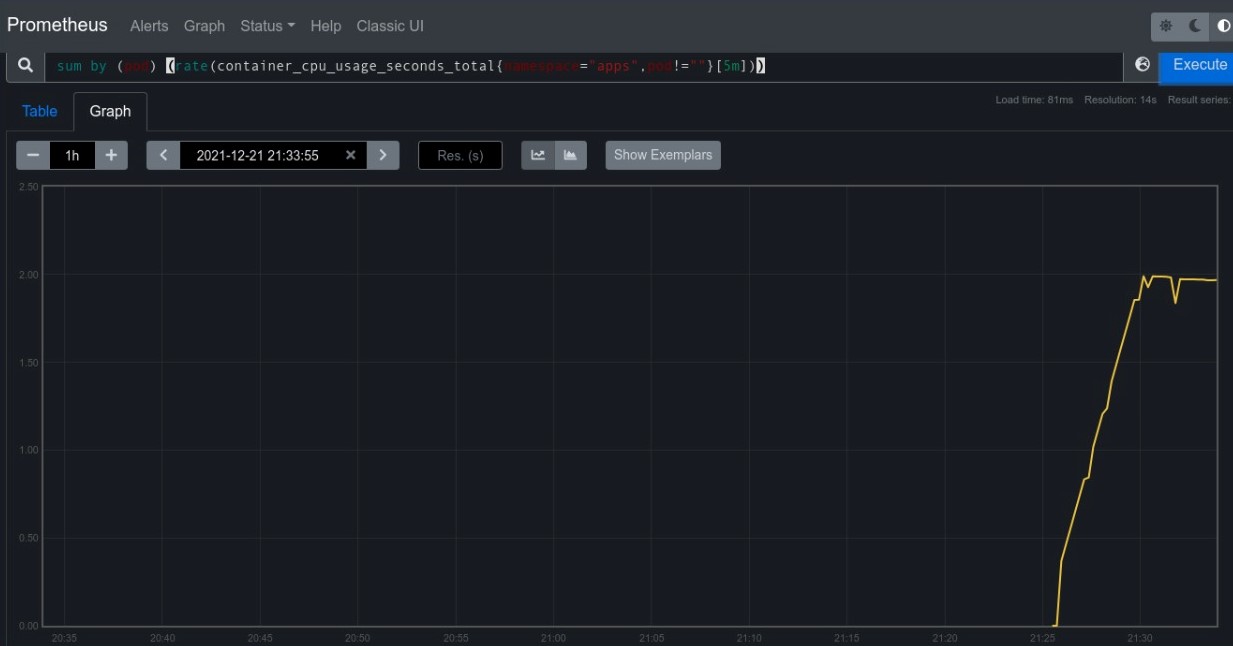 Prometheus Alerts Graph Status Help Classic UI
sum by (pod) (rate(container_cpu_usage_seconds_total{namespace="apps",pod!=""}[5m])) Execute
Load time: 81ms Resolution: 14s Result series:
Table Graph
1h 2021-12-21 21:33:55 Res. (s) Show Exemplars
2.50
2.00
1.50
1.00
0.50
0.00
20:35 20:40 20:45 20:50 20:55 21:00 21:05 21:10 21:15 21:20 21:25 21:30